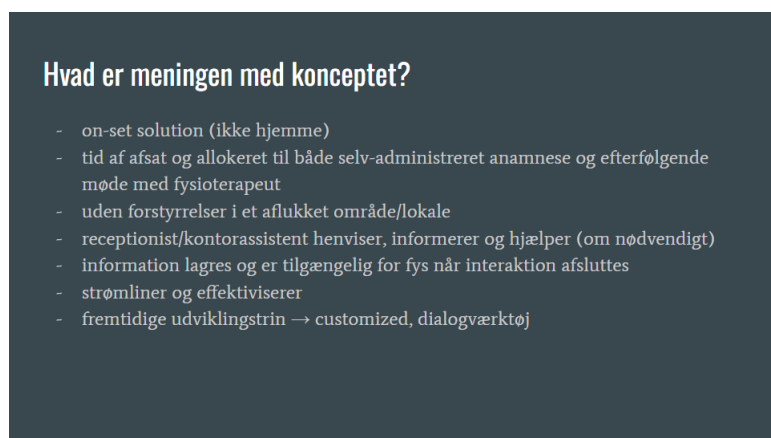 Hvad er meningen med konceptet?
- on-set solution (ikke hjemme)
- tid af afsat og allokeret til både selv-administreret anamnese og efterfølgende
møde med fysioterapeut
- uden forstyrrelser i et aflukket område/lokale
- receptionist/kontorassistent henviser, informerer og hjælper (om nødvendigt)
- information lagres og er tilgængelig for fys når interaktion afsluttes
- strømliner og effektiviserer
- fremtidige udviklingstrin → customized, dialogværktøj